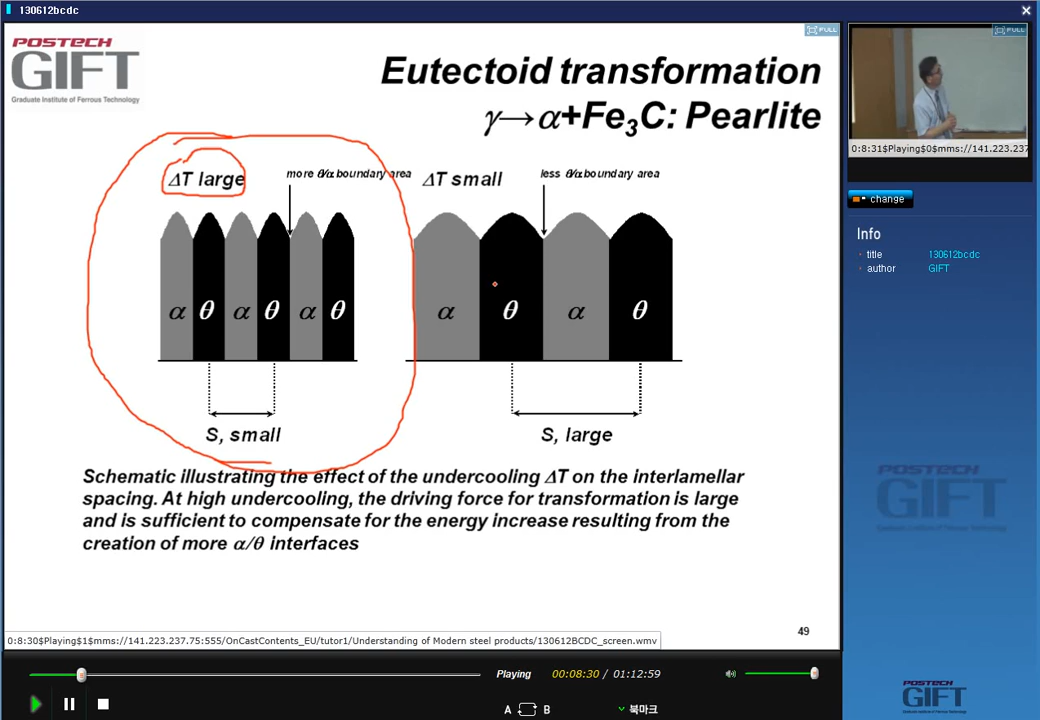 130612bcdc
POSTECH
GIFT
Graduate Institute of Ferrous Technology
FULL
Eutectoid transformation
γ→α+Fe₃C: Pearlite
ΔT large
more θ/α boundary area
ΔT small
less θ/α boundary area
α θ α θ α θ
α θ α θ
S, small
S, large
Schematic illustrating the effect of the undercooling ΔT on the interlamellar
spacing. At high undercooling, the driving force for transformation is large
and is sufficient to compensate for the energy increase resulting from the
creation of more α/θ interfaces
49
0:8:30$Playing$1$mms://141.223.237.75:555/OnCastContents_EU/tutor1/Understanding of Modern steel products/130612BCDC_screen.wmv
Playing 00:08:30 / 01:12:59
A B 북마크
FULL
0:8:31$Playing$0$mms://141.223.237
change
Info
title 130612bcdc
author GIFT
POSTECH
GIFT
Graduate Institute of Ferrous Technology
POSTECH
GIFT